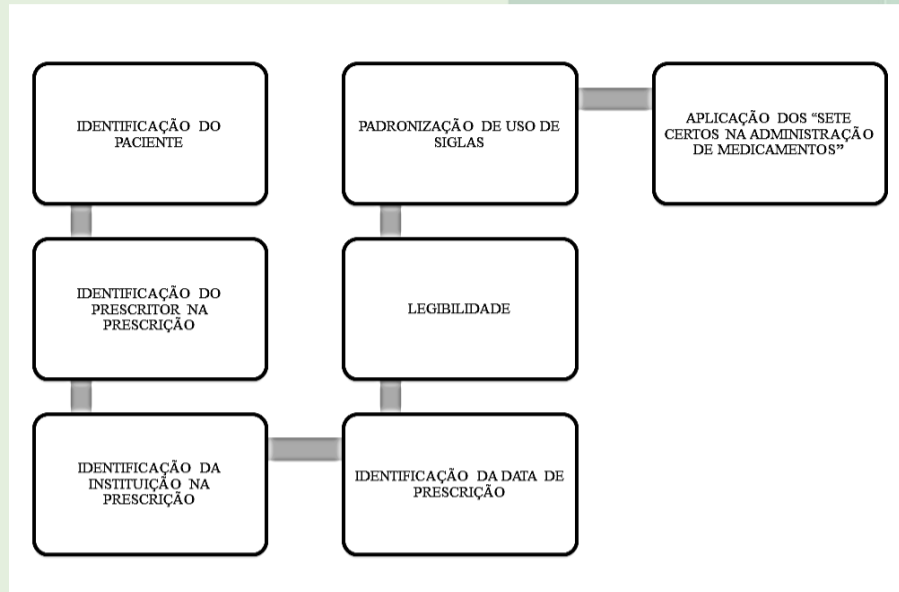 IDENTIFICAÇÃO DO
PACIENTE
IDENTIFICAÇÃO DO
PRESCRITOR NA
PRESCRIÇÃO
IDENTIFICAÇÃO DA
INSTITUIÇÃO NA
PRESCRIÇÃO
IDENTIFICAÇÃO DA DATA DE
PRESCRIÇÃO
LEGIBILIDADE
PADRONIZAÇÃO DE USO DE
SIGLAS
APLICAÇÃO DOS “SETE
CERTOS NA ADMINISTRAÇÃO
DE MEDICAMENTOS”